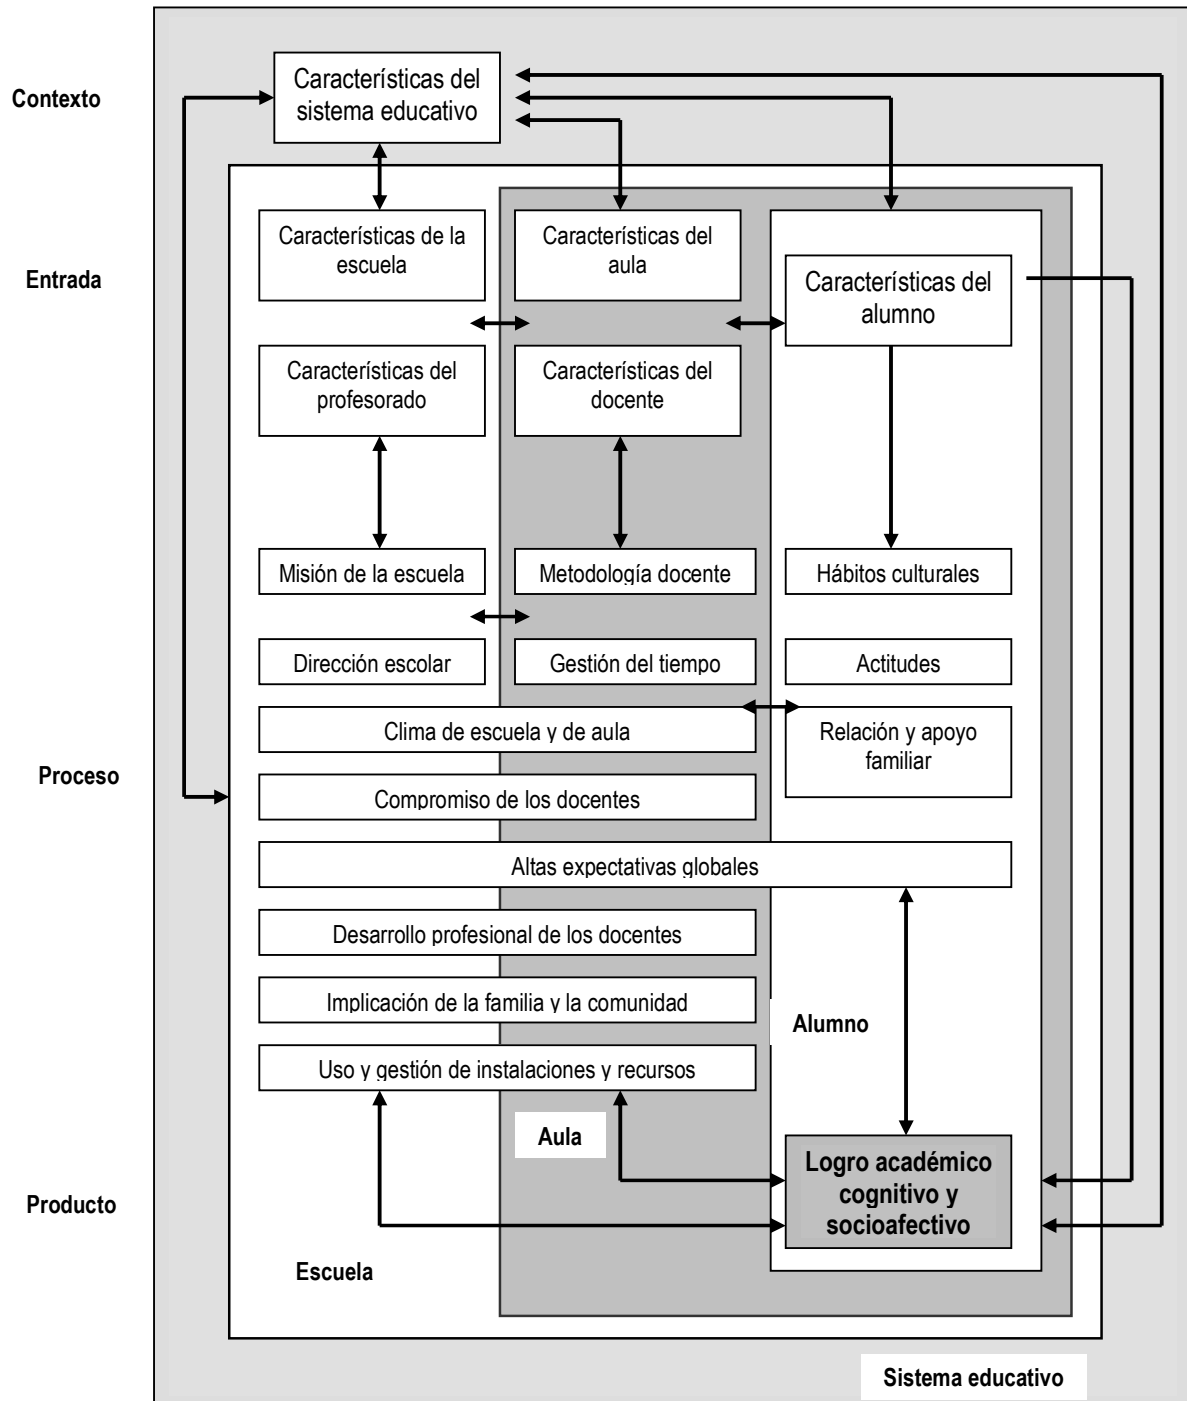 Contexto
Características del
sistema educativo
Entrada
Características de la
escuela
Características del
aula
Características del
alumno
Características del
profesorado
Características del
docente
Misión de la escuela
Metodología docente
Hábitos culturales
Dirección escolar
Gestión del tiempo
Actitudes
Proceso
Clima de escuela y de aula
Relación y apoyo
familiar
Compromiso de los docentes
Altas expectativas globales
Desarrollo profesional de los docentes
Implicación de la familia y la comunidad
Alumno
Uso y gestión de instalaciones y recursos
Aula
Producto
Logro académico
cognitivo y
socioafectivo
Escuela
Sistema educativo